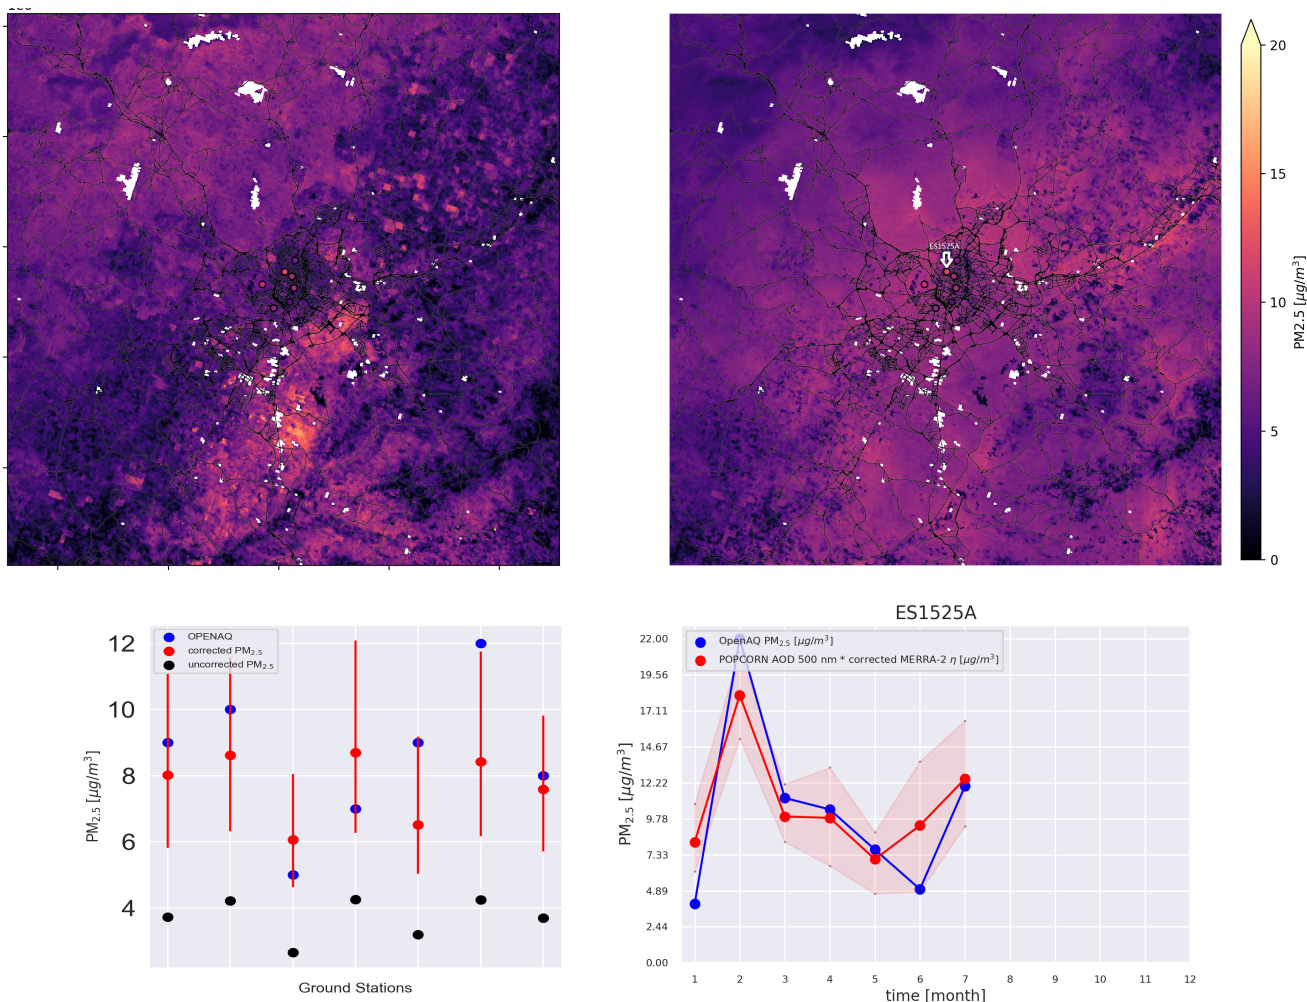 20
15
10
5
0
PM2.5 [μg/m³]
ES1525A
OPENAQ
corrected PM₂.₅
uncorrected PM₂.₅
12
10
8
6
4
PM₂.₅ [μg/m³]
Ground Stations
ES1525A
OpenAQ PM₂.₅ [μg/m³]
POPCORN AOD 500 nm * corrected MERRA-2 η [μg/m³]
22.00
19.56
17.11
14.67
12.22
9.78
7.33
4.89
2.44
0.00
PM₂.₅ [μg/m³]
1 2 3 4 5 6 7 8 9 10 11 12
time [month]